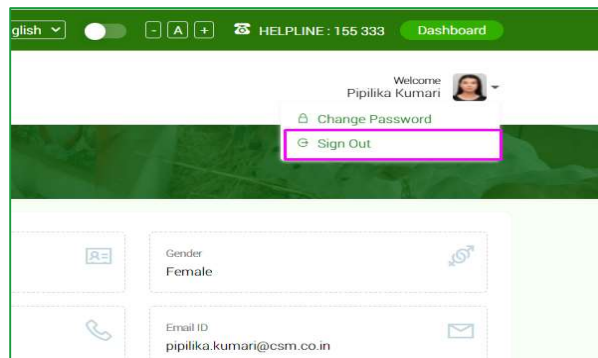 glish
- A + HELPLINE : 155 333 Dashboard
Welcome
Pipilika Kumari
Change Password
Sign Out
Gender
Female
Email ID
pipilika.kumari@csm.co.in